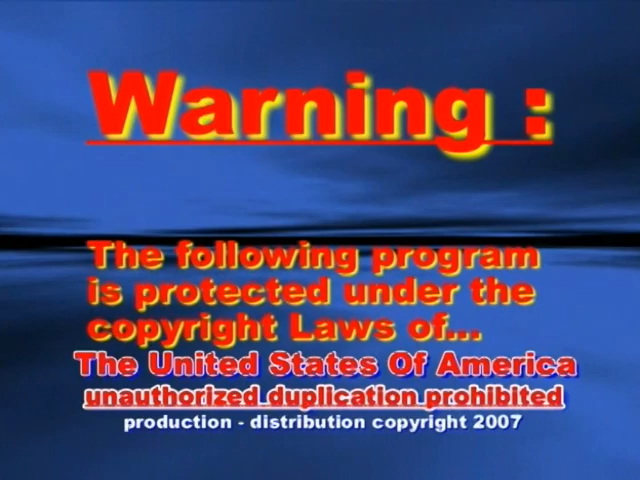 Warning :
The following program
is protected under the
copyright Laws of...
The United States Of America
unauthorized duplication prohibited
production - distribution copyright 2007